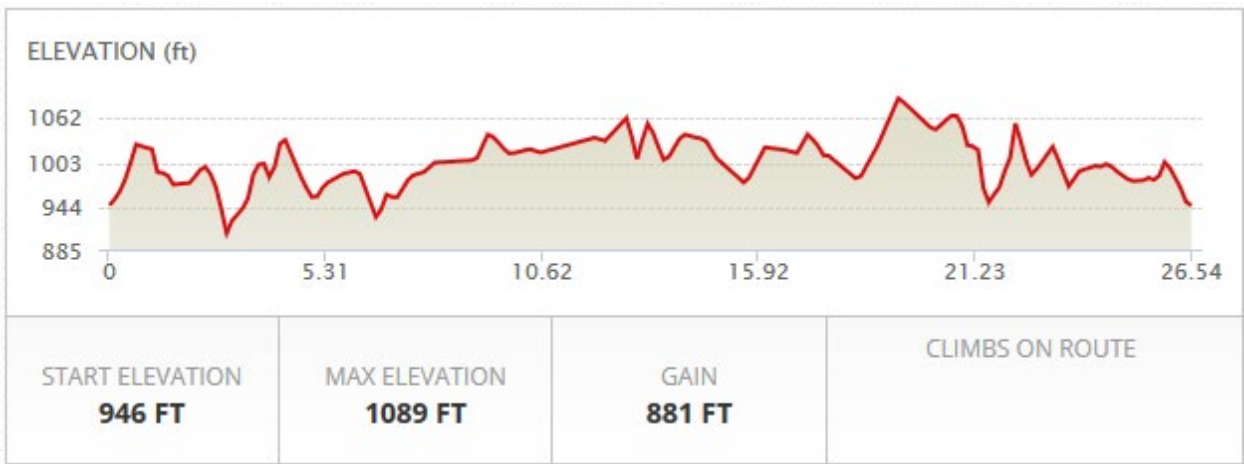 ELEVATION (ft)
1062
1003
944
885
0 5.31 10.62 15.92 21.23 26.54
START ELEVATION
946 FT
MAX ELEVATION
1089 FT
GAIN
881 FT
CLIMBS ON ROUTE